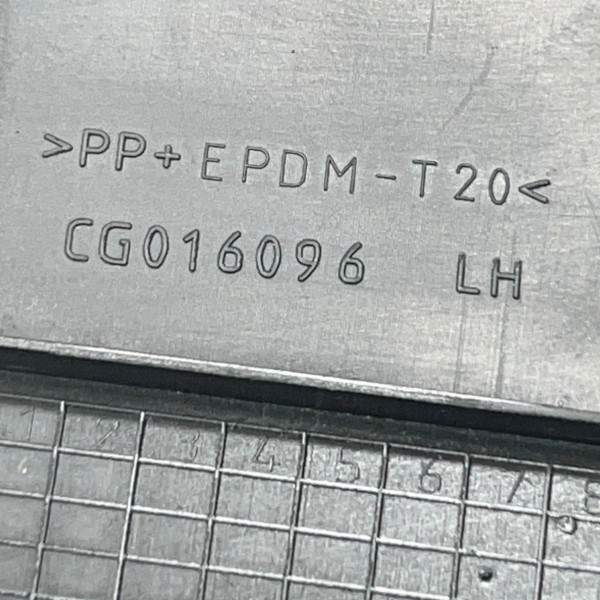 >PP+EPDM-T20<
CG016096 LH
1 2 3 4 5 6 7 8